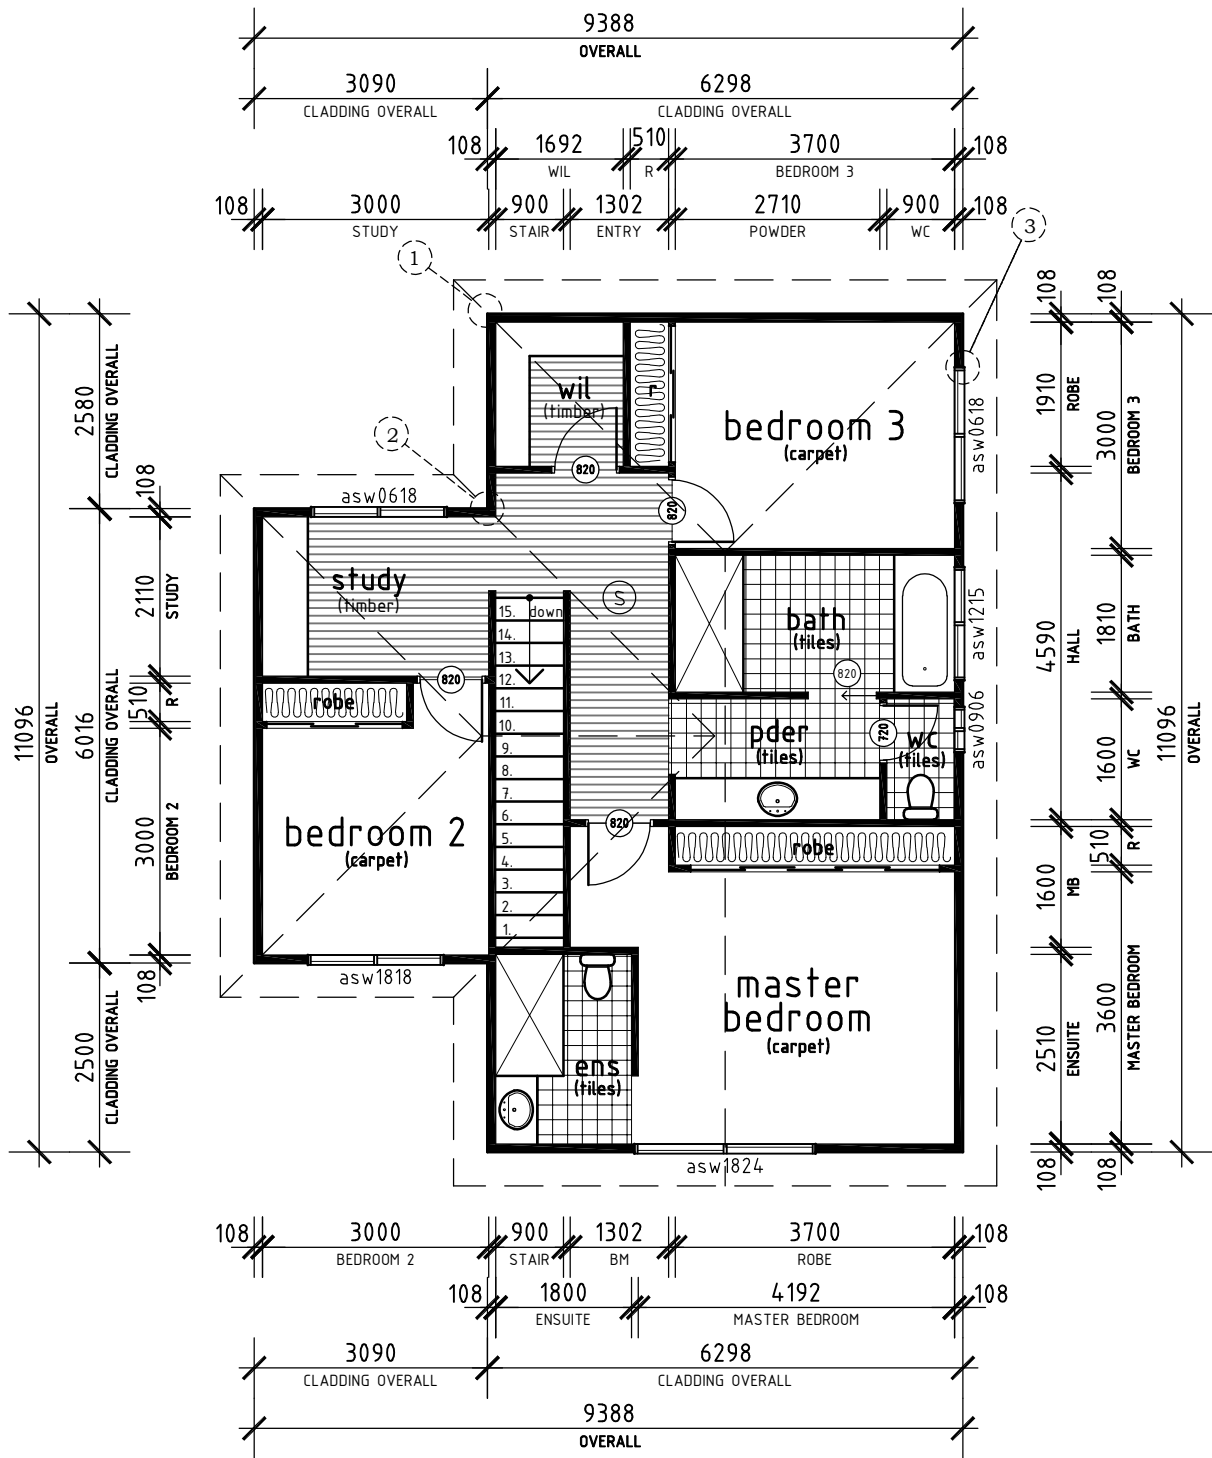 9388
OVERALL
3090
6298
CLADDING OVERALL
CLADDING OVERALL
108
1692
510
3700
108
WIL
R
BEDROOM 3
108
3000
900
1302
2710
900
108
STUDY
STAIR
ENTRY
POWDER
WC
1
3
2
108
108
2580
CLADDING OVERALL
108
11096
OVERALL
6016
CLADDING OVERALL
2110
STUDY
510
R
3000
BEDROOM 2
108
2500
CLADDING OVERALL
wil
(timber)
r
820
bedroom 3
(carpet)
820
asw0618
asw0618
study
(timber)
S
bath
(tiles)
asw1215
15. down
14.
13.
12.
11.
10.
9.
8.
7.
6.
5.
4.
3.
2.
1.
820
820
robe
pder
(tiles)
720
wc
(tiles)
asw0906
bedroom 2
(carpet)
820
robe
asw1818
master
bedroom
(carpet)
ens
(tiles)
asw1824
1910
ROBE
3000
BEDROOM 3
4590
HALL
1810
BATH
1600
WC
11096
OVERALL
510
R
1600
MB
2510
ENSUITE
3600
MASTER BEDROOM
108
108
108
3000
900
1302
3700
108
BEDROOM 2
STAIR
BM
ROBE
108
1800
4192
108
ENSUITE
MASTER BEDROOM
3090
6298
CLADDING OVERALL
CLADDING OVERALL
9388
OVERALL